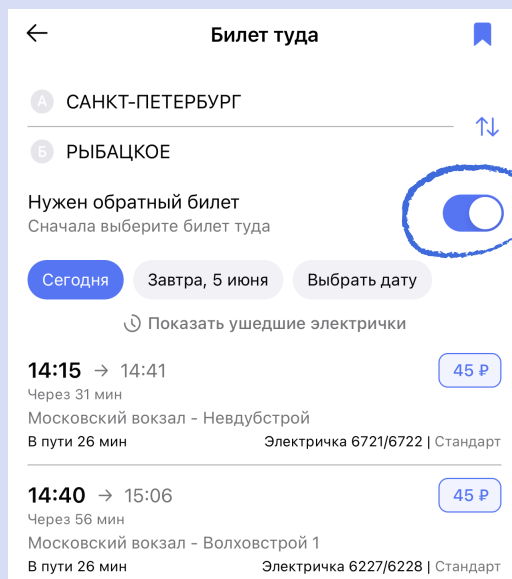 Билет туда
А САНКТ-ПЕТЕРБУРГ
Б РЫБАЦКОЕ
Нужен обратный билет
Сначала выберите билет туда
Сегодня Завтра, 5 июня Выбрать дату
Показать ушедшие электрички
14:15 → 14:41 45 ₽
Через 31 мин
Московский вокзал - Невдубстрой
В пути 26 мин Электричка 6721/6722 | Стандарт
14:40 → 15:06 45 ₽
Через 56 мин
Московский вокзал - Волховстрой 1
В пути 26 мин Электричка 6227/6228 | Стандарт